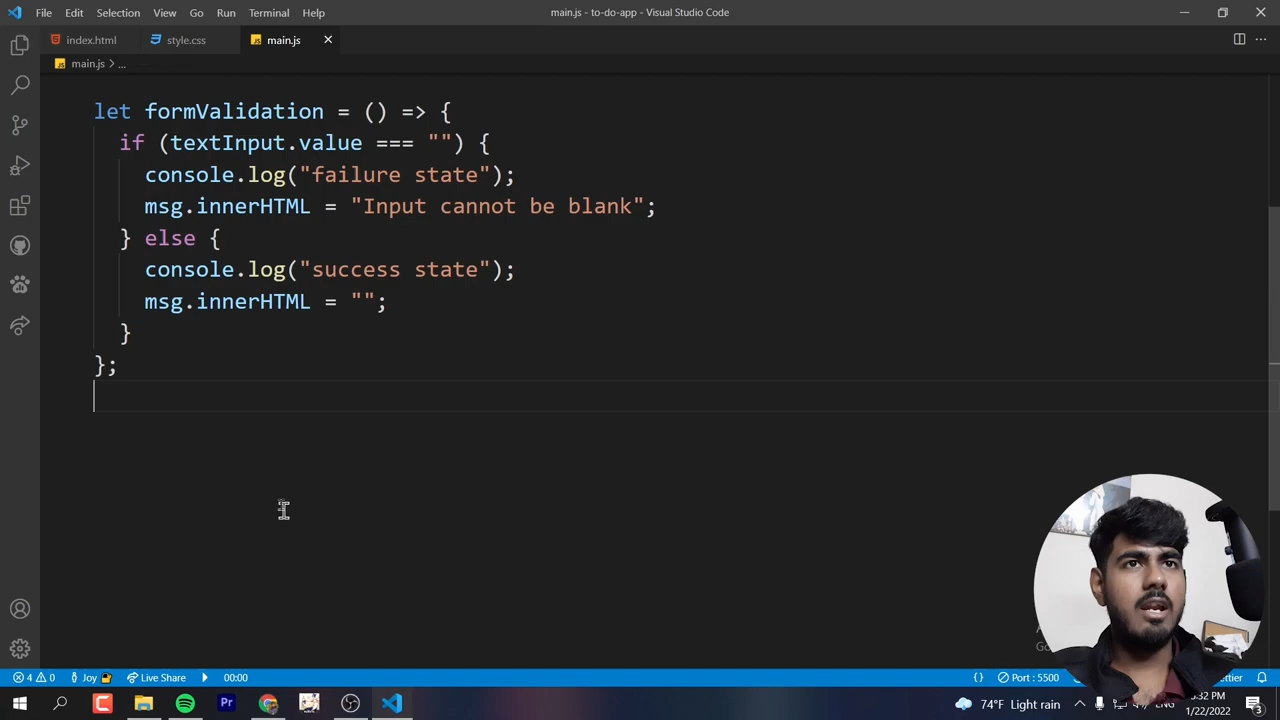 File Edit Selection View Go Run Terminal Help
main.js - to-do-app - Visual Studio Code
index.html
style.css
main.js
main.js > ...
let formValidation = () => {
if (textInput.value === "") {
console.log("failure state");
msg.innerHTML = "Input cannot be blank";
} else {
console.log("success state");
msg.innerHTML = "";
}
};
4 0 Joy Live Share 00:00
{} Port : 5500
74°F Light rain
ENG
1/22/2022
3